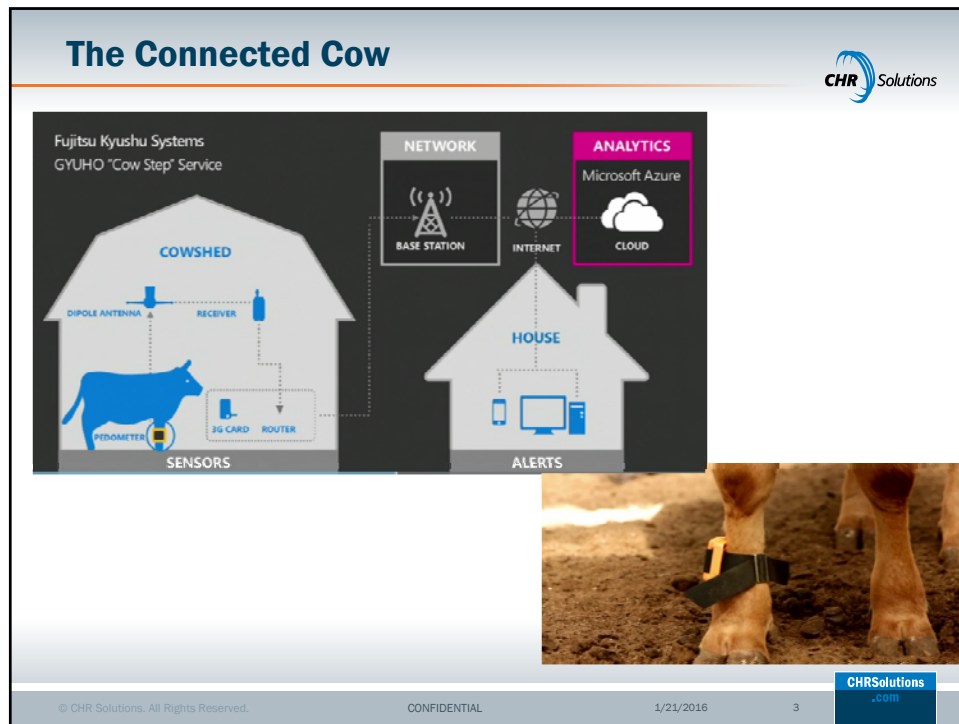 The Connected Cow
CHR Solutions
Fujitsu Kyushu Systems
GYUHO "Cow Step" Service
NETWORK
BASE STATION
INTERNET
ANALYTICS
Microsoft Azure
CLOUD
COWSHED
DIPOLE ANTENNA
RECEIVER
PEDOMETER
3G CARD
ROUTER
SENSORS
HOUSE
ALERTS
© CHR Solutions. All Rights Reserved.
CONFIDENTIAL
1/21/2016
3
CHRSolutions
.com